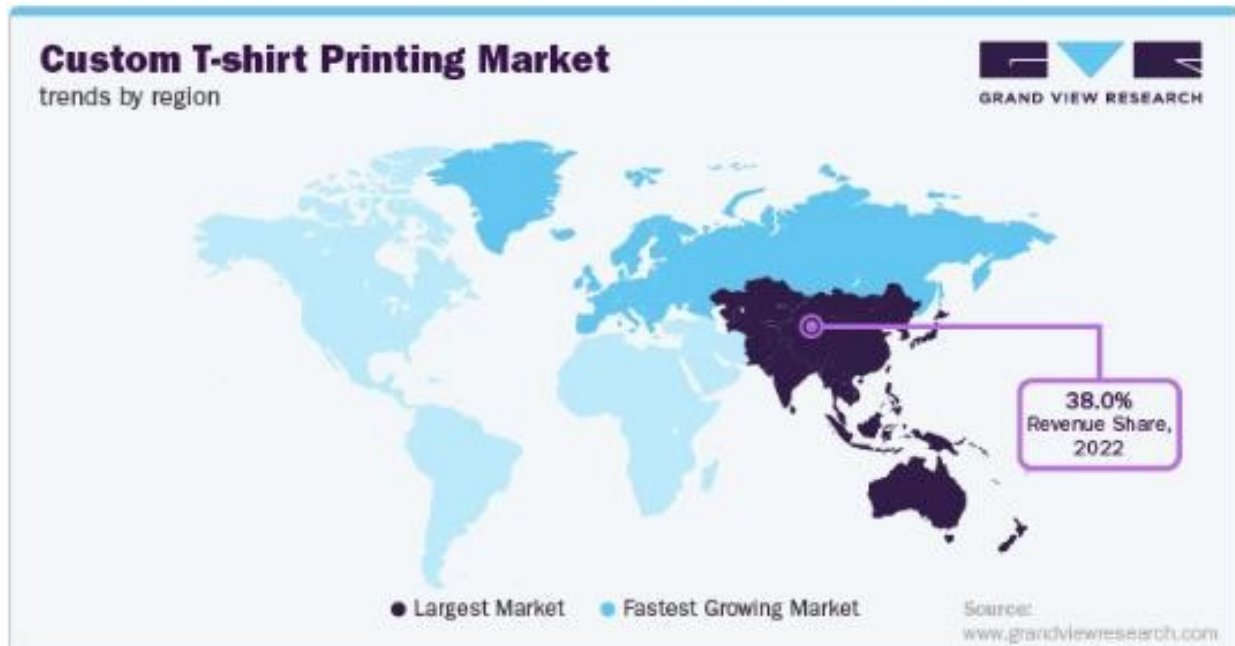 Custom T-shirt Printing Market
trends by region
GRAND VIEW RESEARCH
38.0%
Revenue Share,
2022
Largest Market
Fastest Growing Market
Source:
www.grandviewresearch.com